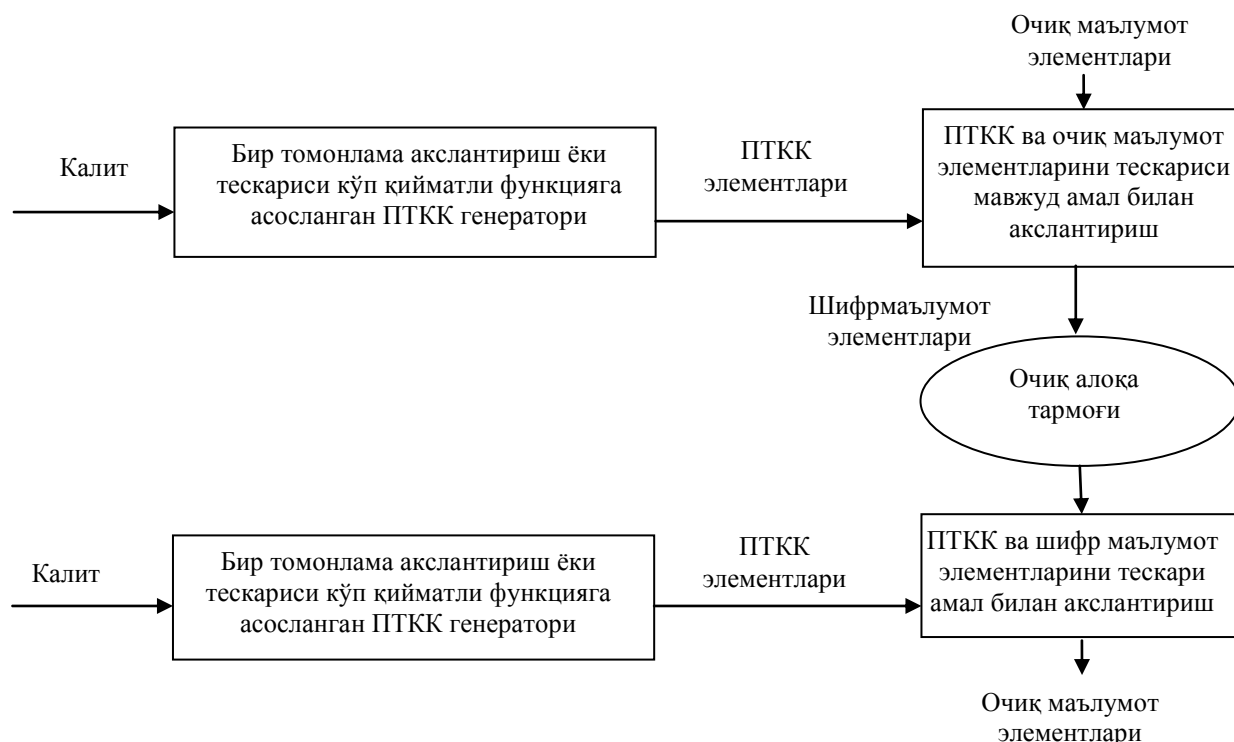 Очиқ маълумот
элементлари
Калит
Бир томонлама акслантириш ёки
тескариси кўп қийматли функцияга
асосланган ПТКК генератори
ПТКК
элементлари
ПТКК ва очиқ маълумот
элементларини тескариси
мавжуд амал билан
акслантириш
Шифрмаълумот
элементлари
Очиқ алоқа
тармоғи
Калит
Бир томонлама акслантириш ёки
тескариси кўп қийматли функцияга
асосланган ПТКК генератори
ПТКК
элементлари
ПТКК ва шифр маълумот
элементларини тескари
амал билан акслантириш
Очиқ маълумот
элементлари